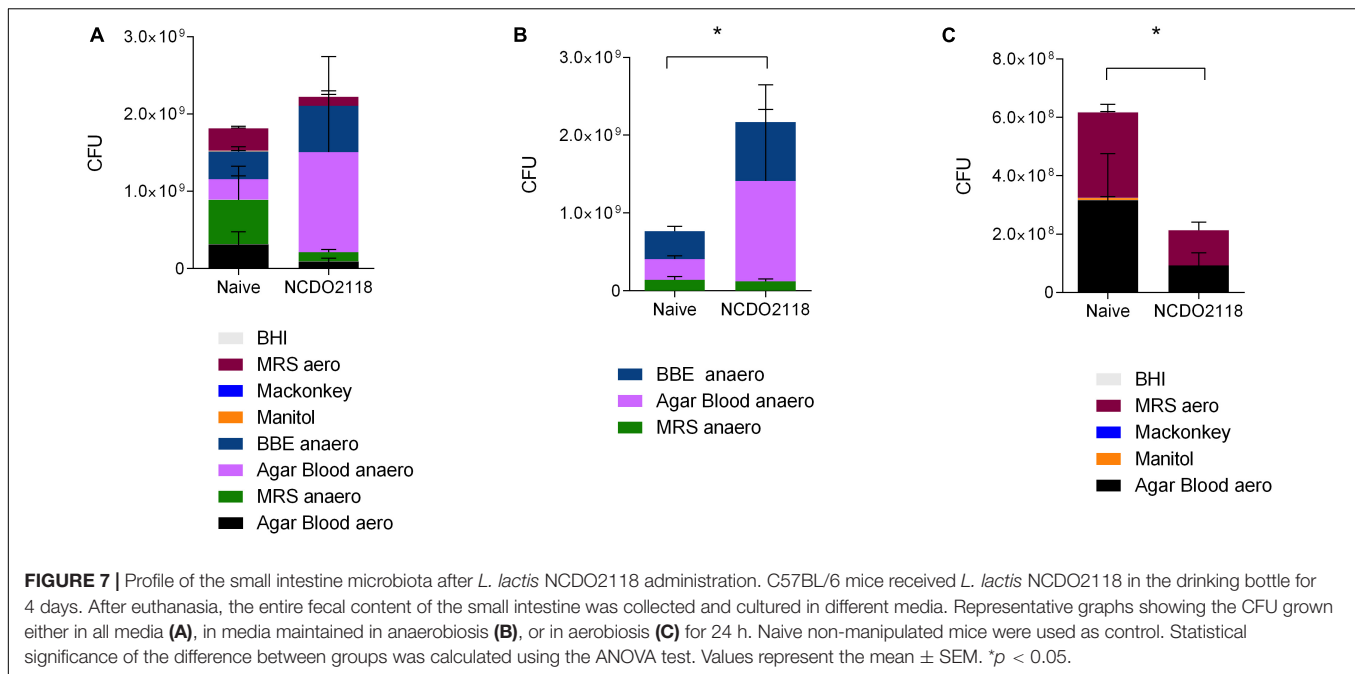 A
3.0×10⁹
2.0×10⁹
1.0×10⁹
0
CFU
Naive NCDO2118
BHI
MRS aero
Mackonkey
Manitol
BBE anaero
Agar Blood anaero
MRS anaero
Agar Blood aero
B
*
3.0×10⁹
2.0×10⁹
1.0×10⁹
0
CFU
Naive NCDO2118
BBE anaero
Agar Blood anaero
MRS anaero
C
*
8.0×10⁸
6.0×10⁸
4.0×10⁸
2.0×10⁸
0
CFU
Naive NCDO2118
BHI
MRS aero
Mackonkey
Manitol
Agar Blood aero
FIGURE 7 | Profile of the small intestine microbiota after L. lactis NCDO2118 administration. C57BL/6 mice received L. lactis NCDO2118 in the drinking bottle for
4 days. After euthanasia, the entire fecal content of the small intestine was collected and cultured in different media. Representative graphs showing the CFU grown
either in all media (A), in media maintained in anaerobiosis (B), or in aerobiosis (C) for 24 h. Naive non-manipulated mice were used as control. Statistical
significance of the difference between groups was calculated using the ANOVA test. Values represent the mean ± SEM. *p < 0.05.